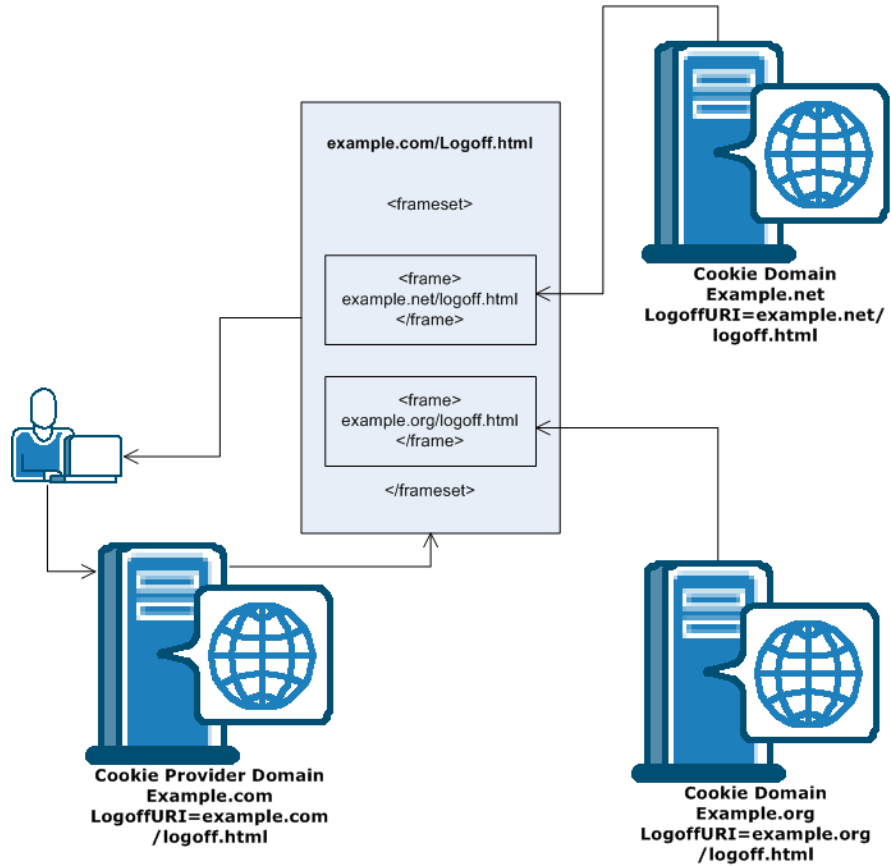 example.com/Logoff.html
<frameset>
<frame>
example.net/logoff.html
</frame>
<frame>
example.org/logoff.html
</frame>
</frameset>
Cookie Domain
Example.net
LogoffURI=example.net/
logoff.html
Cookie Provider Domain
Example.com
LogoffURI=example.com
/logoff.html
Cookie Domain
Example.org
LogoffURI=example.org
/logoff.html